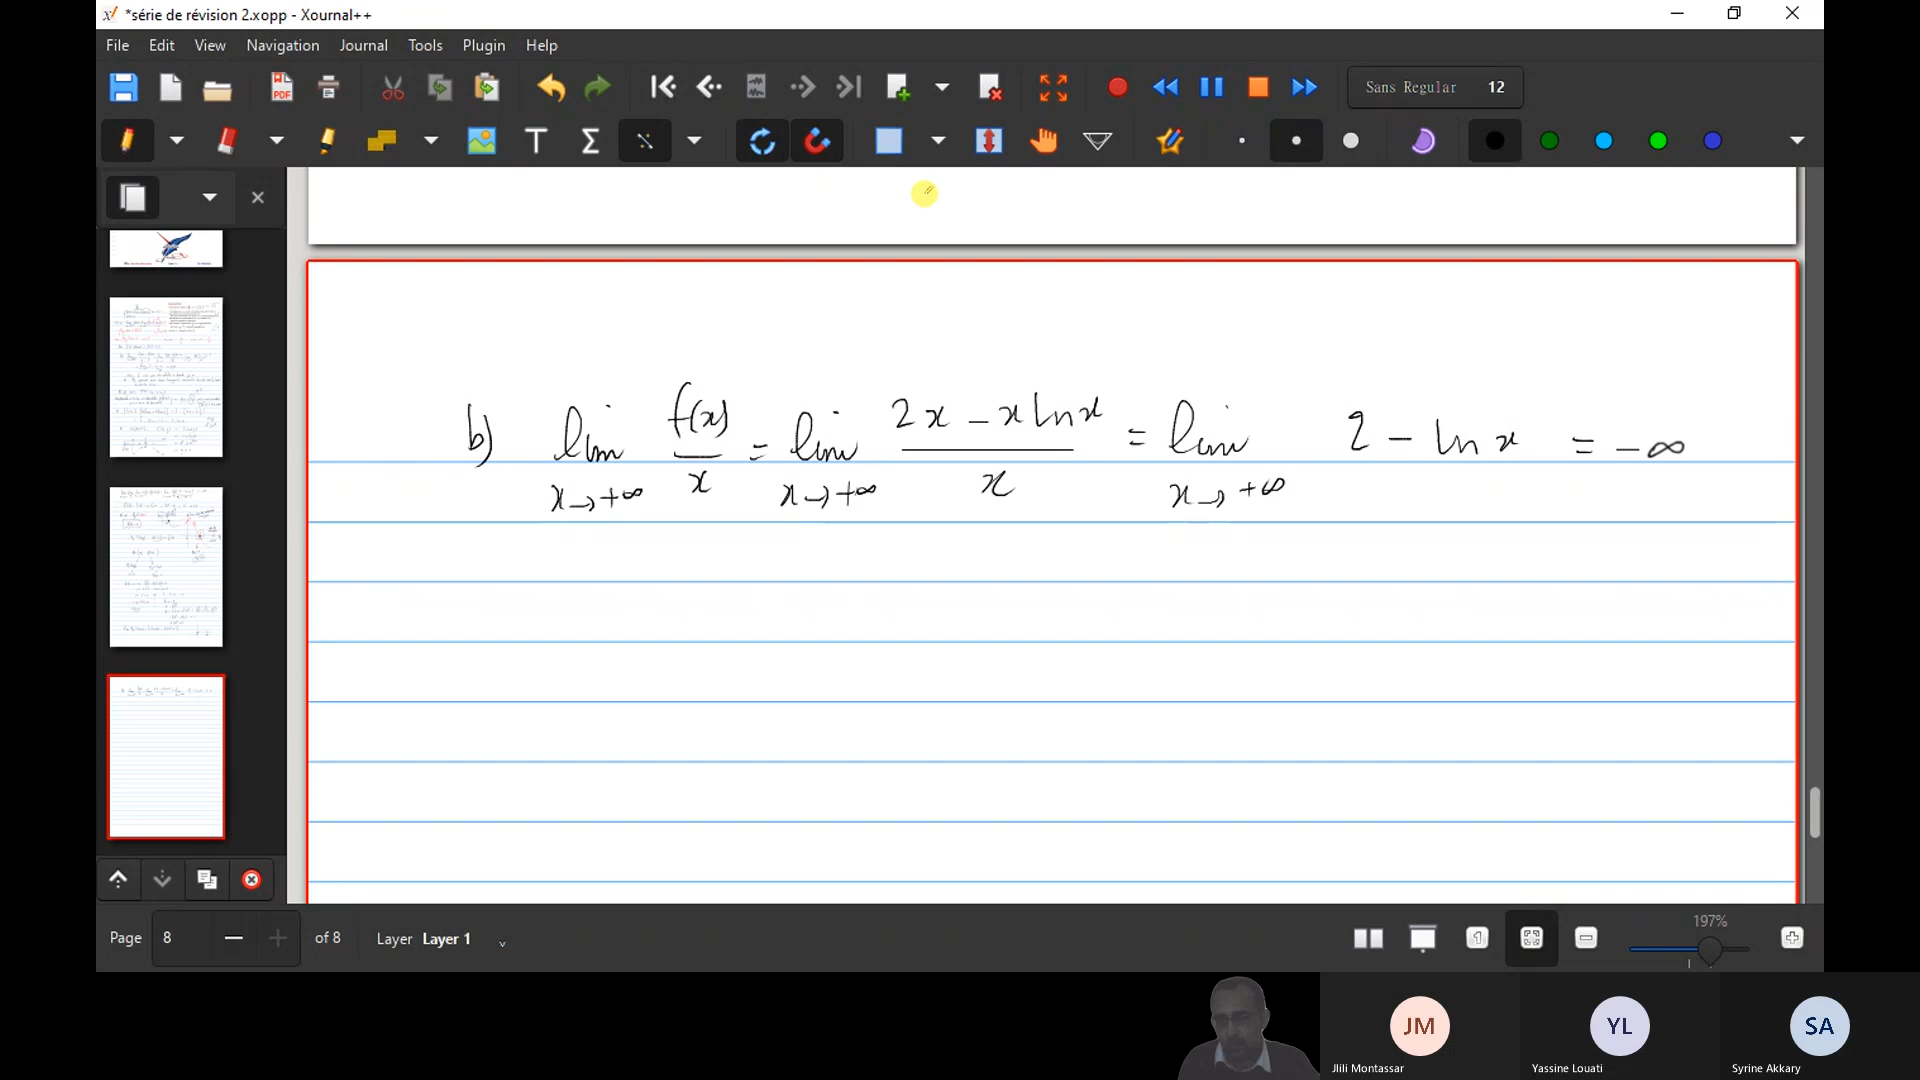 *série de révision 2.xopp - Xournal++
File Edit View Navigation Journal Tools Plugin Help
PDF
Sans Regular 12
T Σ
b) lim f(x)/x = lim (2x - x ln x)/x = lim 2 - ln x = -∞
x→+∞ x→+∞ x→+∞
Page 8 of 8 Layer Layer 1
197%
JM YL SA
Jlili Montassar Yassine Louati Syrine Akkary